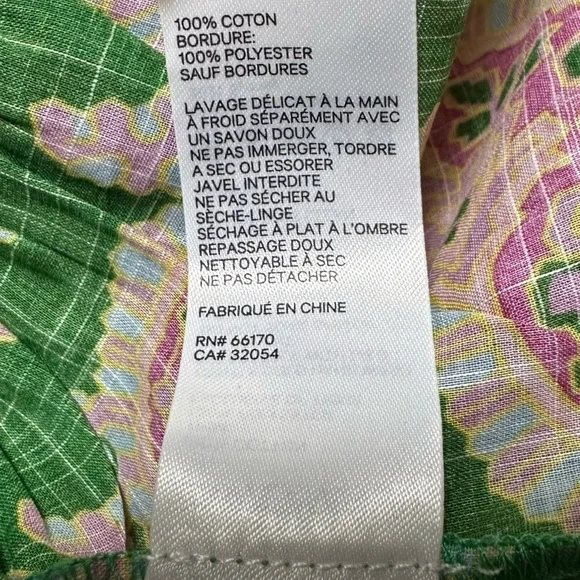 100% COTON
BORDURE:
100% POLYESTER
SAUF BORDURES
LAVAGE DÉLICAT À LA MAIN
À FROID SÉPARÉMENT AVEC
UN SAVON DOUX
NE PAS IMMERGER, TORDRE
A SEC OU ESSORER
JAVEL INTERDITE
NE PAS SÉCHER AU
SÈCHE-LINGE
SÉCHAGE À PLAT À L'OMBRE
REPASSAGE DOUX
NETTOYABLE À SEC
NE PAS DÉTACHER
FABRIQUÉ EN CHINE
RN# 66170
CA# 32054